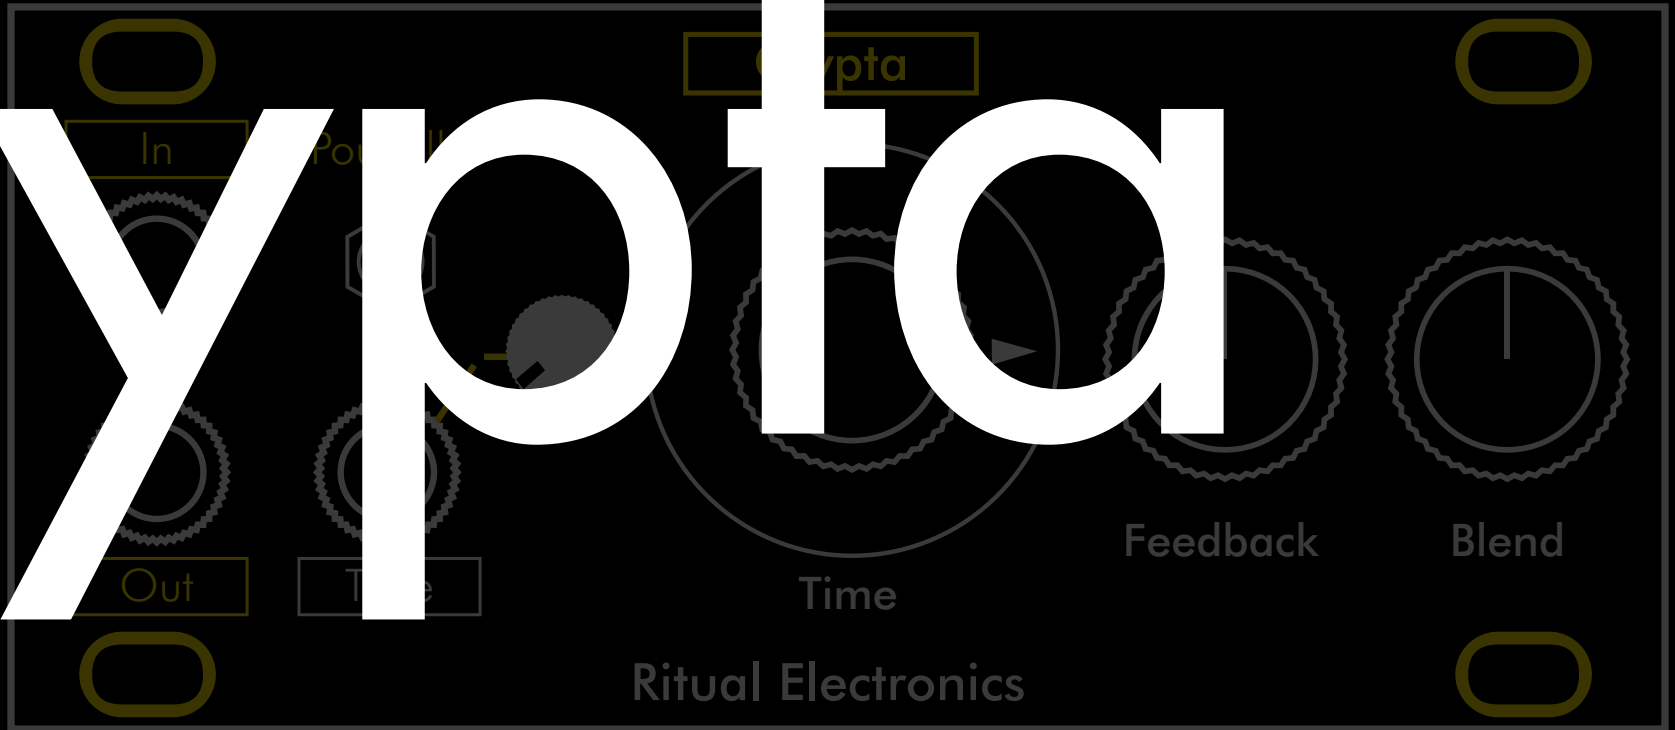 ypta
In
Out
Time
Feedback
Blend
Ritual Electronics